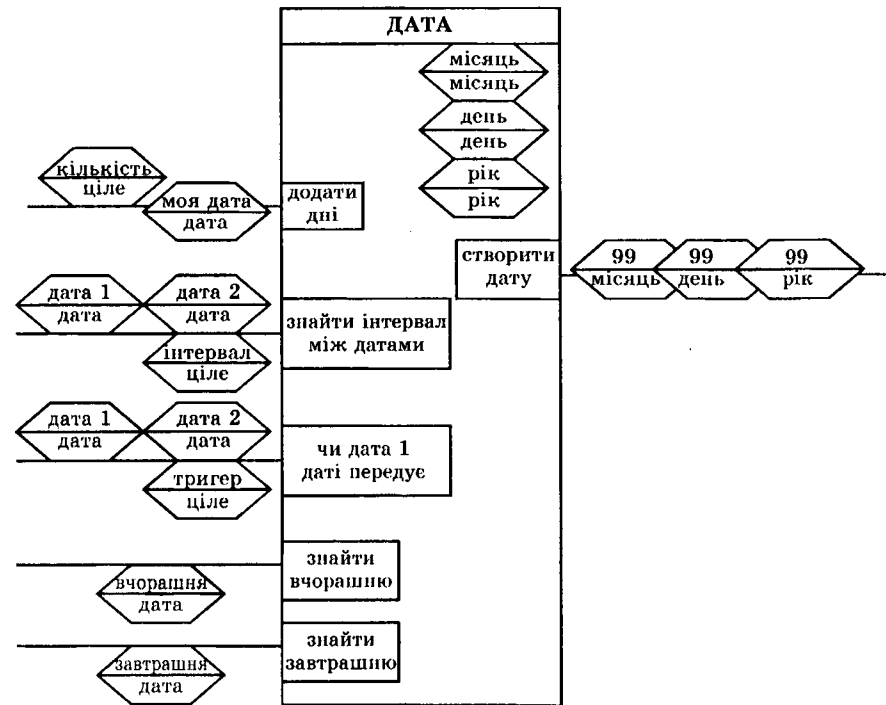 ДАТА
місяць
місяць
день
день
рік
рік
кількість
ціле
моя дата
дата
додати
дні
створити
дату
99
місяць
99
день
99
рік
дата 1
дата
дата 2
дата
знайти інтервал
між датами
інтервал
ціле
дата 1
дата
дата 2
дата
чи дата 1
даті передує
тригер
ціле
знайти
вчорашню
вчорашня
дата
знайти
завтрашню
завтрашня
дата